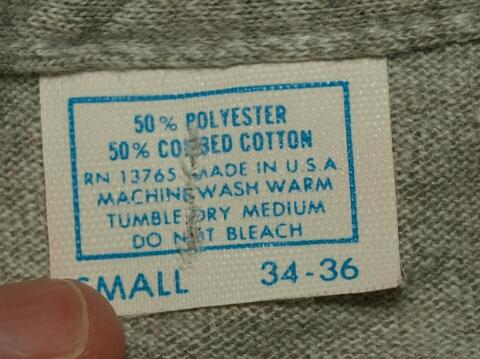 50% POLYESTER
50% COMBED COTTON
RN 13765 MADE IN U.S.A.
MACHINE WASH WARM
TUMBLE DRY MEDIUM
DO NOT BLEACH
SMALL 34-36